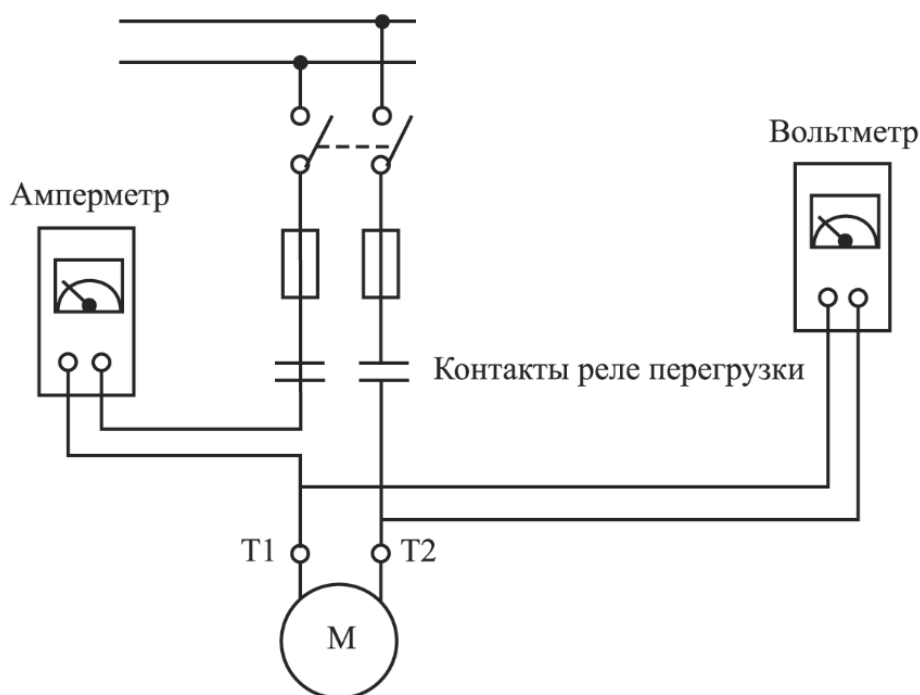 Вольтметр
Амперметр
Контакты реле перегрузки
T1
T2
М